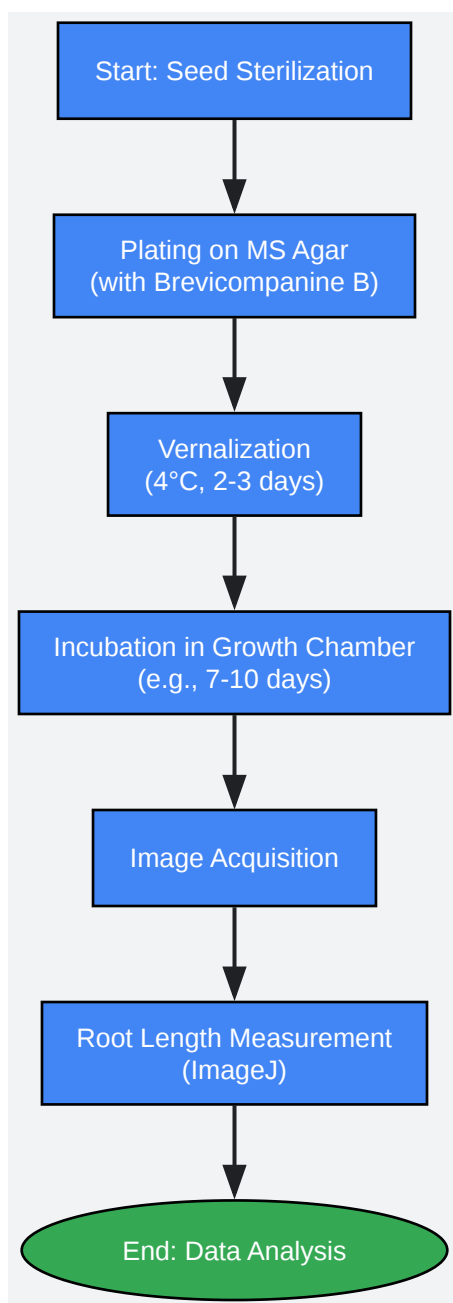 Start: Seed Sterilization
Plating on MS Agar
(with Brevicompanine B)
Vernalization
(4°C, 2-3 days)
Incubation in Growth Chamber
(e.g., 7-10 days)
Image Acquisition
Root Length Measurement
(ImageJ)
End: Data Analysis